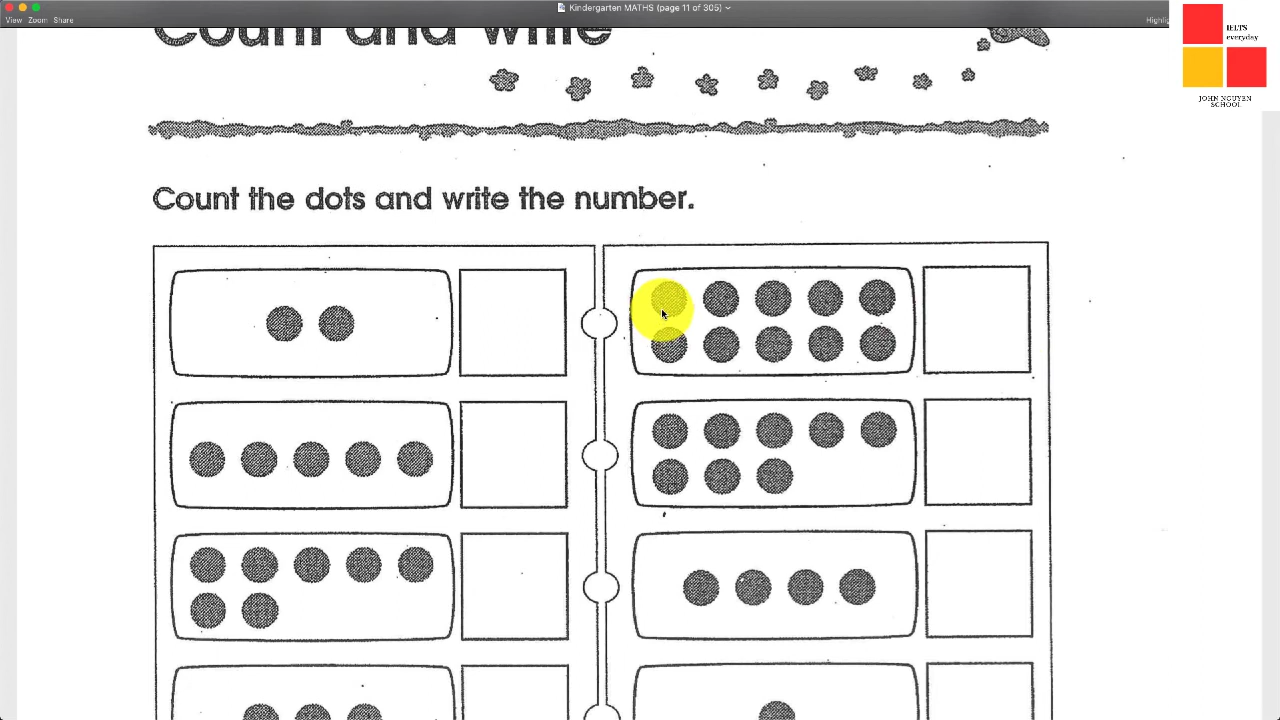 Kindergarten MATHS (page 11 of 305)
View Zoom Share
Highlig
IELTS
everyday
JOHN NGUYEN
SCHOOL
Count and write
Count the dots and write the number.